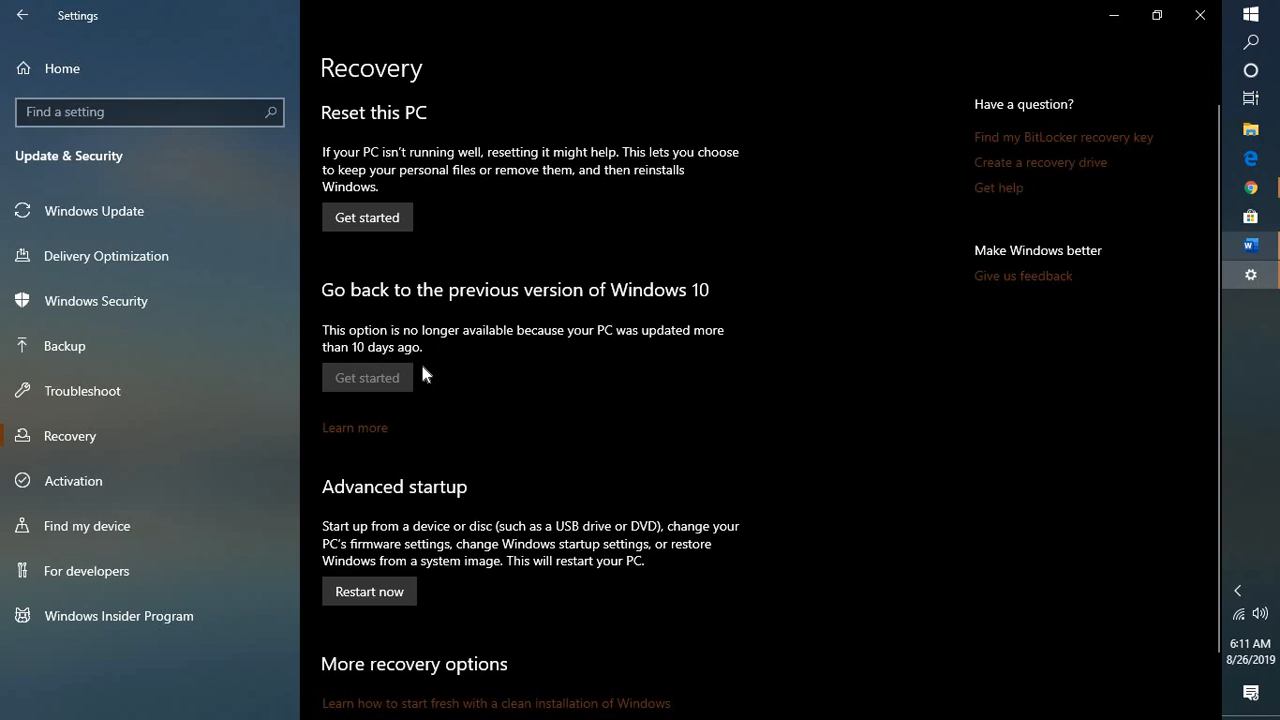 Settings
Home
Find a setting
Update & Security
Windows Update
Delivery Optimization
Windows Security
Backup
Troubleshoot
Recovery
Activation
Find my device
For developers
Windows Insider Program
Recovery
Reset this PC
If your PC isn't running well, resetting it might help. This lets you choose
to keep your personal files or remove them, and then reinstalls
Windows.
Get started
Go back to the previous version of Windows 10
This option is no longer available because your PC was updated more
than 10 days ago.
Get started
Learn more
Advanced startup
Start up from a device or disc (such as a USB drive or DVD), change your
PC's firmware settings, change Windows startup settings, or restore
Windows from a system image. This will restart your PC.
Restart now
More recovery options
Learn how to start fresh with a clean installation of Windows
Have a question?
Find my BitLocker recovery key
Create a recovery drive
Get help
Make Windows better
Give us feedback
6:11 AM
8/26/2019